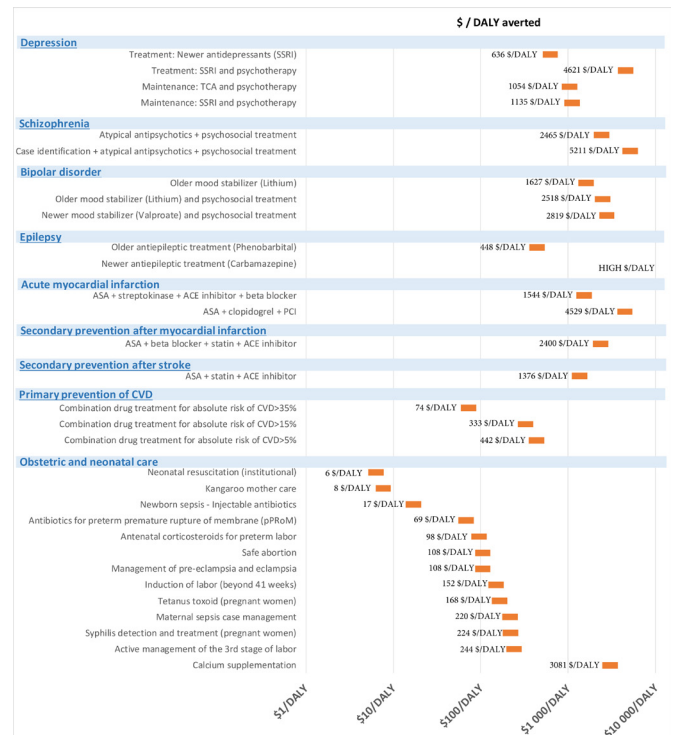 $ / DALY averted
Depression
Treatment: Newer antidepressants (SSRI) 636 $/DALY
Treatment: SSRI and psychotherapy 4621 $/DALY
Maintenance: TCA and psychotherapy 1054 $/DALY
Maintenance: SSRI and psychotherapy 1135 $/DALY
Schizophrenia
Atypical antipsychotics + psychosocial treatment 2465 $/DALY
Case identification + atypical antipsychotics + psychosocial treatment 5211 $/DALY
Bipolar disorder
Older mood stabilizer (Lithium) 1627 $/DALY
Older mood stabilizer (Lithium) and psychosocial treatment 2518 $/DALY
Newer mood stabilizer (Valproate) and psychosocial treatment 2819 $/DALY
Epilepsy
Older antiepileptic treatment (Phenobarbital) 448 $/DALY
Newer antiepileptic treatment (Carbamazepine) HIGH $/DALY
Acute myocardial infarction
ASA + streptokinase + ACE inhibitor + beta blocker 1544 $/DALY
ASA + clopidogrel + PCI 4529 $/DALY
Secondary prevention after myocardial infarction
ASA + beta blocker + statin + ACE inhibitor 2400 $/DALY
Secondary prevention after stroke
ASA + statin + ACE inhibitor 1376 $/DALY
Primary prevention of CVD
Combination drug treatment for absolute risk of CVD>35% 74 $/DALY
Combination drug treatment for absolute risk of CVD>15% 333 $/DALY
Combination drug treatment for absolute risk of CVD>5% 442 $/DALY
Obstetric and neonatal care
Neonatal resuscitation (institutional) 6 $/DALY
Kangaroo mother care 8 $/DALY
Newborn sepsis - Injectable antibiotics 17 $/DALY
Antibiotics for preterm premature rupture of membrane (pPRoM) 69 $/DALY
Antenatal corticosteroids for preterm labor 98 $/DALY
Safe abortion 108 $/DALY
Management of pre-eclampsia and eclampsia 108 $/DALY
Induction of labor (beyond 41 weeks) 152 $/DALY
Tetanus toxoid (pregnant women) 168 $/DALY
Maternal sepsis case management 220 $/DALY
Syphilis detection and treatment (pregnant women) 224 $/DALY
Active management of the 3rd stage of labor 244 $/DALY
Calcium supplementation 3081 $/DALY
$1/DALY $10/DALY $100/DALY $1 000/DALY $10 000/DALY